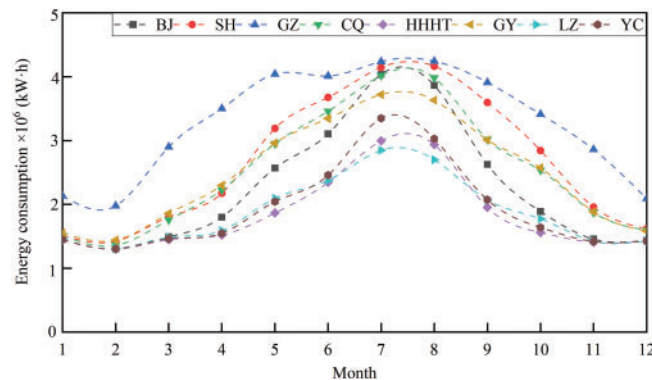 BJ SH GZ CQ HHHT GY LZ YC
Energy consumption ×10⁶ (kW·h)
5
4
3
2
1
0
1 2 3 4 5 6 7 8 9 10 11 12
Month